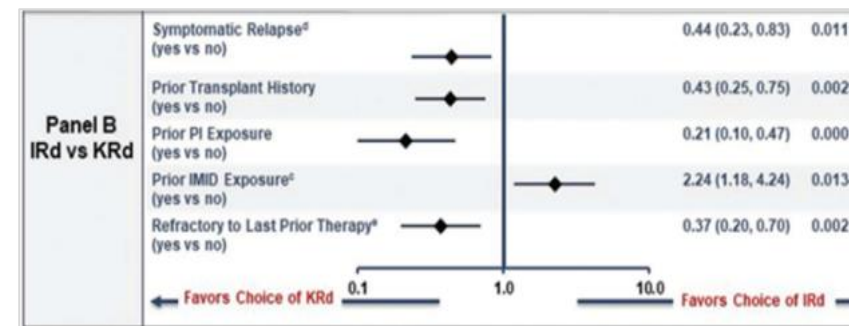 Panel B
IRd vs KRd
Symptomatic Relapseᵈ
(yes vs no)
0.44 (0.23, 0.83) 0.011
Prior Transplant History
(yes vs no)
0.43 (0.25, 0.75) 0.002
Prior PI Exposure
(yes vs no)
0.21 (0.10, 0.47) 0.000
Prior IMID Exposureᶜ
(yes vs no)
2.24 (1.18, 4.24) 0.013
Refractory to Last Prior Therapyᵉ
(yes vs no)
0.37 (0.20, 0.70) 0.002
0.1 1.0 10.0
Favors Choice of KRd Favors Choice of IRd